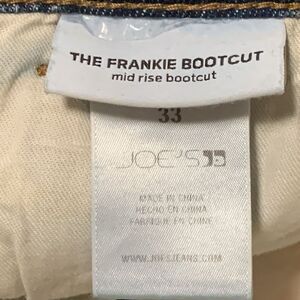 THE FRANKIE BOOTCUT
mid rise bootcut
33
JOE'S
MADE IN CHINA
HECHO EN CHINA
FABRIQUE EN CHINE
WWW.JOESJEANS.COM